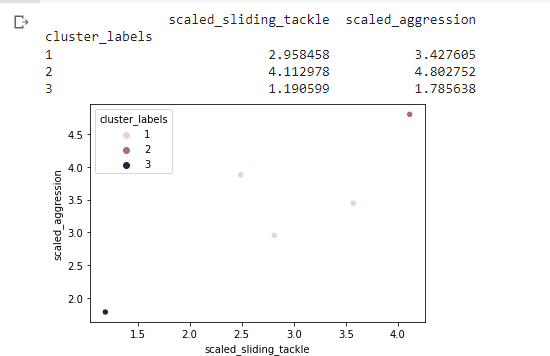 scaled_sliding_tackle scaled_aggression
cluster_labels
1 2.958458 3.427605
2 4.112978 4.802752
3 1.190599 1.785638
cluster_labels
1
2
3
4.5
4.0
3.5
3.0
2.5
2.0
scaled_aggression
1.5 2.0 2.5 3.0 3.5 4.0
scaled_sliding_tackle